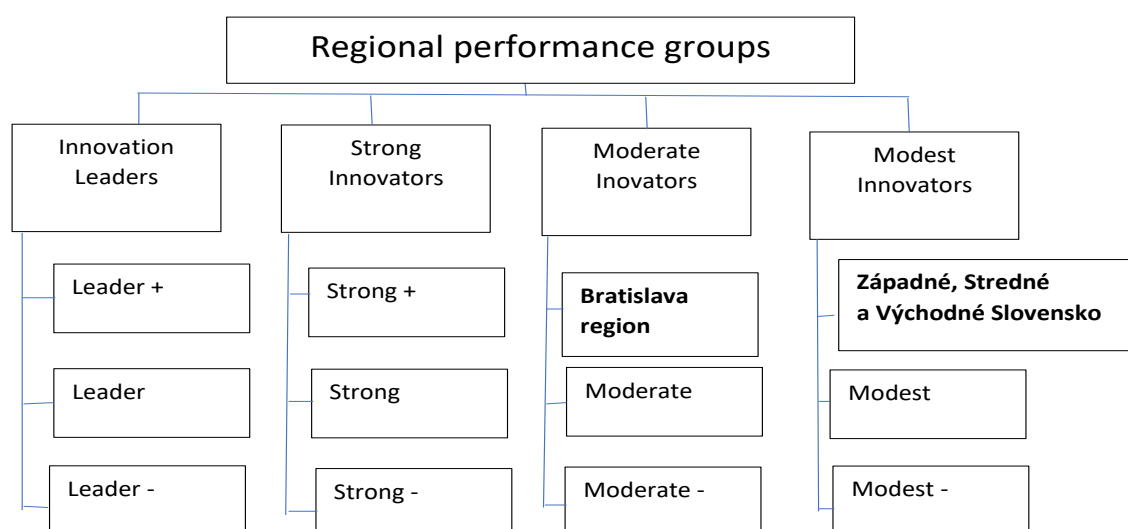 Regional performance groups
Innovation
Leaders
Strong
Innovators
Moderate
Inovators
Modest
Innovators
Leader +
Strong +
Bratislava
region
Západné, Stredné
a Východné Slovensko
Leader
Strong
Moderate
Modest
Leader -
Strong -
Moderate -
Modest -